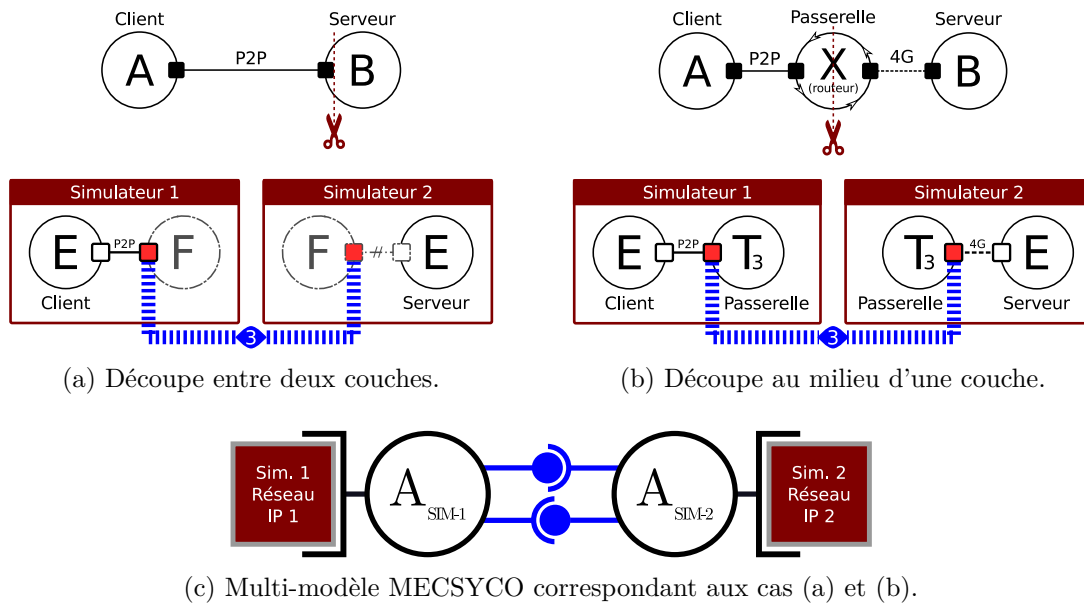 Client
Serveur
A
P2P
B
Simulateur 1
Simulateur 2
E
P2P
F
F
//
E
Client
Serveur
3
(a) Découpe entre deux couches.
Client
Passerelle
Serveur
A
P2P
X
(routeur)
4G
B
Simulateur 1
Simulateur 2
E
P2P
T3
T3
4G
E
Client
Passerelle
Passerelle
Serveur
3
(b) Découpe au milieu d'une couche.
Sim. 1
Réseau
IP 1
A SIM-1
A SIM-2
Sim. 2
Réseau
IP 2
(c) Multi-modèle MECSYCO correspondant aux cas (a) et (b).